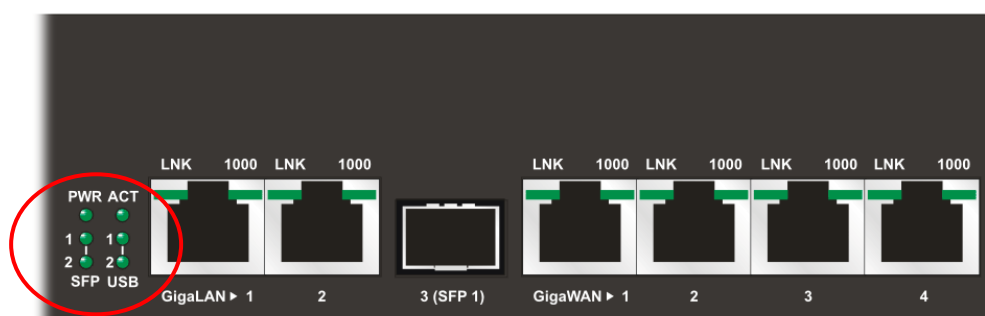 LNK 1000 LNK 1000 LNK 1000 LNK 1000 LNK 1000 LNK 1000
PWR ACT
1 1
2 2
SFP USB
GigaLAN ▶ 1 2 3 (SFP 1) GigaWAN ▶ 1 2 3 4